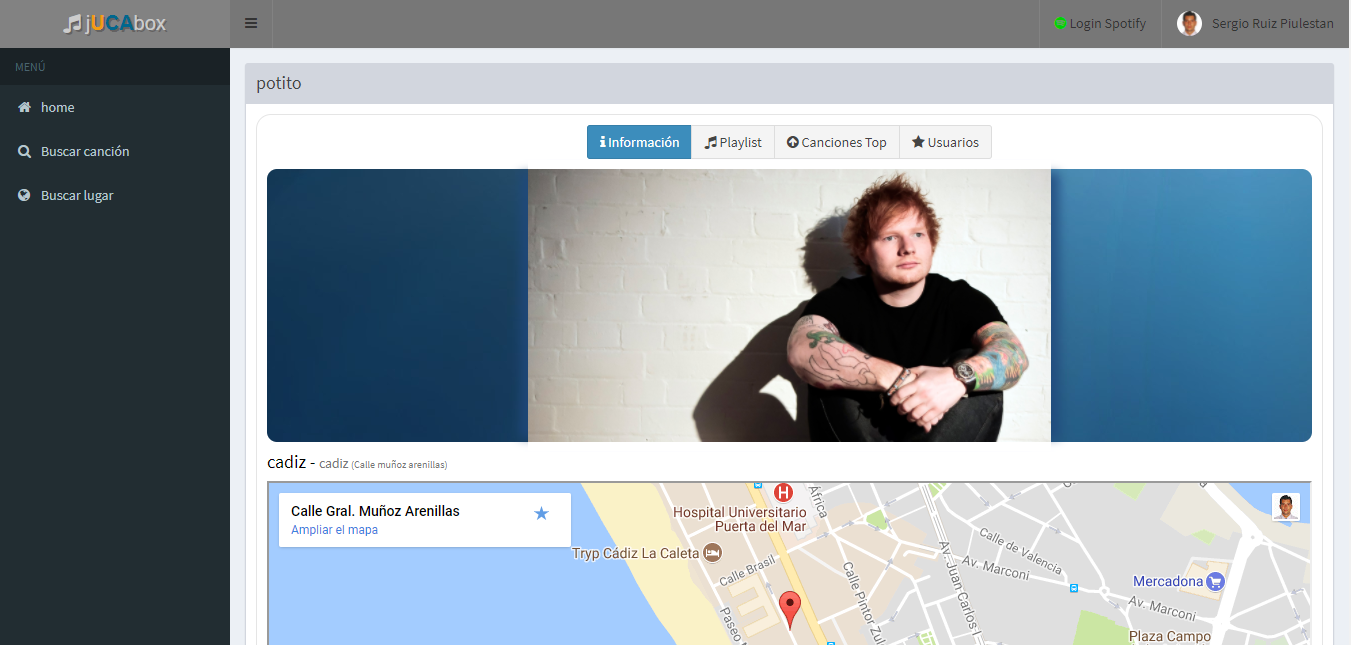 jUCAbox
Login Spotify
Sergio Ruiz Piulestan
MENÚ
home
Buscar canción
Buscar lugar
potito
Información
Playlist
Canciones Top
Usuarios
cadiz - cadiz (Calle muñoz arenillas)
Calle Gral. Muñoz Arenillas
Ampliar el mapa
H
Hospital Universitario
Puerta del Mar
África
Tryp Cádiz La Caleta
Calle Brasil
Paseo
Calle Pintor Zul
Av. Juan Carlos I
Calle de Valencia
Av. Marconi
Mercadona
Av. Marconi
Plaza Campo